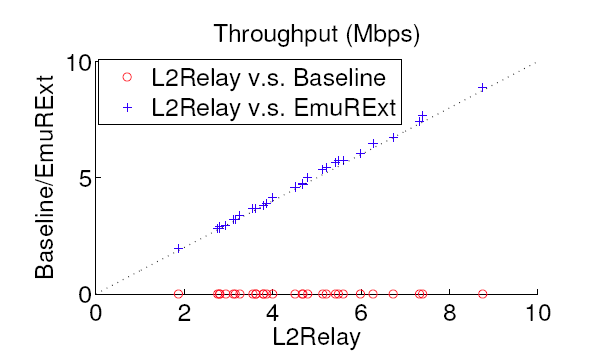 Throughput (Mbps)
10
L2Relay v.s. Baseline
L2Relay v.s. EmuRExt
5
0
Baseline/EmuRExt
0 2 4 6 8 10
L2Relay